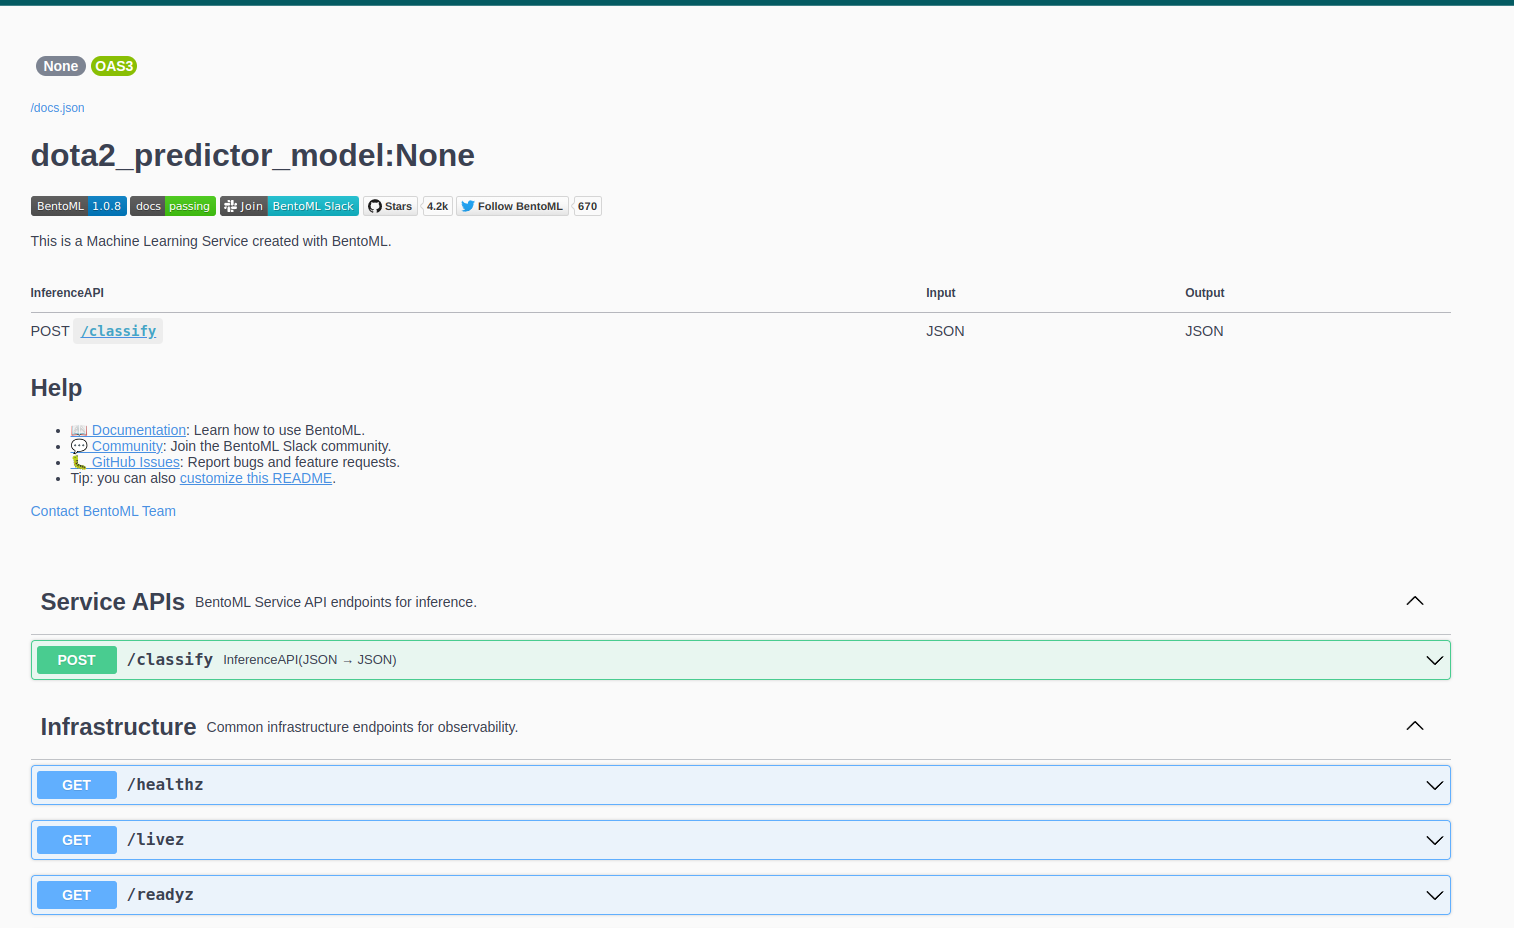 None OAS3
/docs.json
dota2_predictor_model:None
BentoML 1.0.8 docs passing Join BentoML Slack Stars 4.2k Follow BentoML 670
This is a Machine Learning Service created with BentoML.
InferenceAPI Input Output
POST /classify JSON JSON
Help
📖 Documentation: Learn how to use BentoML.
💬 Community: Join the BentoML Slack community.
🐛 GitHub Issues: Report bugs and feature requests.
Tip: you can also customize this README.
Contact BentoML Team
Service APIs BentoML Service API endpoints for inference.
POST /classify InferenceAPI(JSON → JSON)
Infrastructure Common infrastructure endpoints for observability.
GET /healthz
GET /livez
GET /readyz